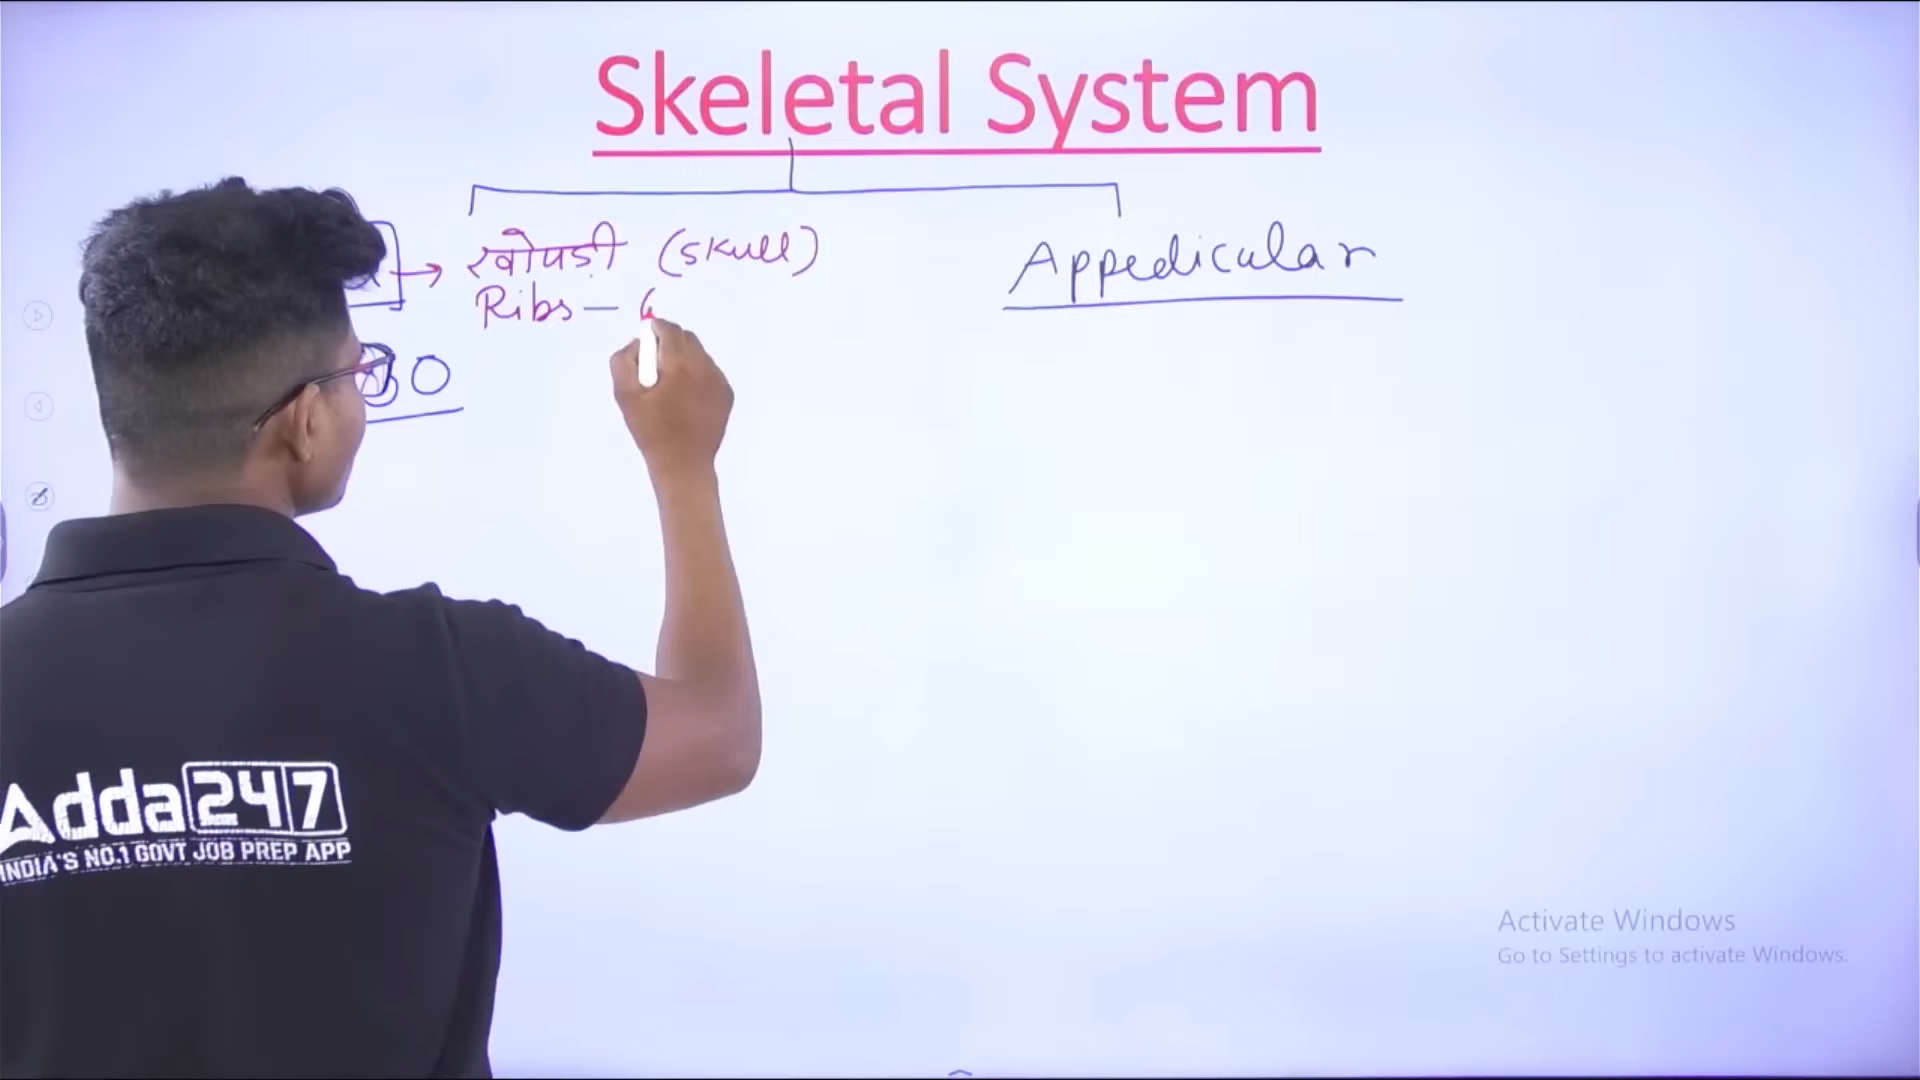 Skeletal System
खोपडी (Skull)
Ribs —
Appedicular
Adda247
INDIA'S NO.1 GOVT JOB PREP APP
Activate Windows
Go to Settings to activate Windows.